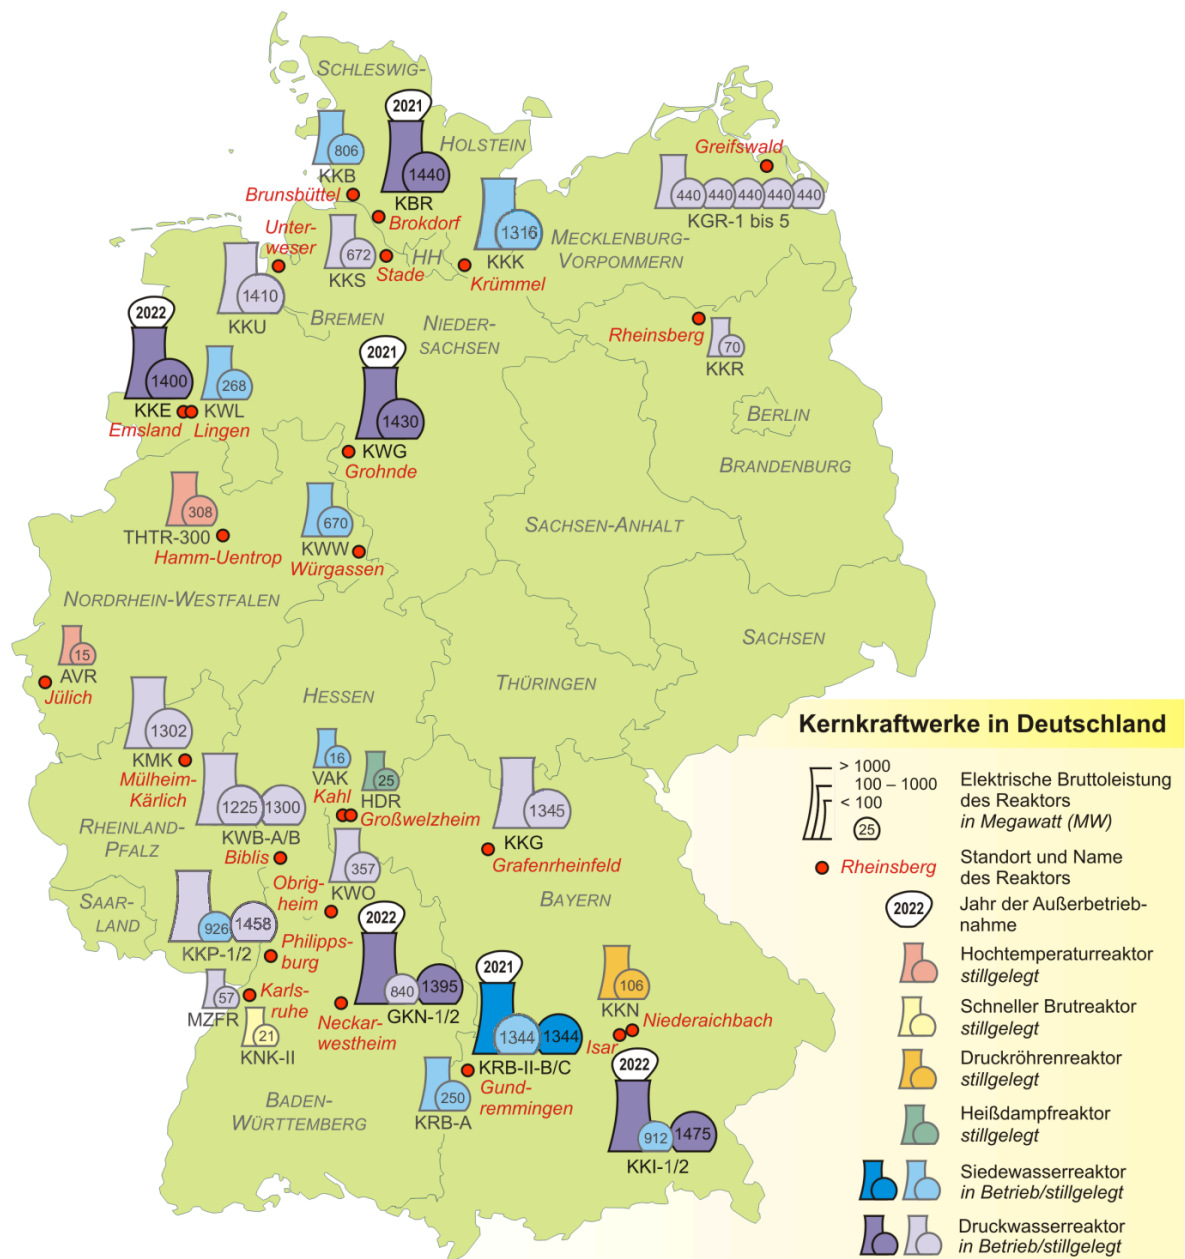 SCHLESWIG-
HOLSTEIN
2021
1440
KBR
Brokdorf
806
KKB
Brunsbüttel
Greifswald
440 440 440 440 440
KGR-1 bis 5
1316
KKK
Krümmel
MECKLENBURG-
VORPOMMERN
Unter-
weser
1410
KKU
672
KKS
Stade
HH
BREMEN
NIEDER-
SACHSEN
Rheinsberg
70
KKR
2022
1400
KKE
Emsland
268
KWL
Lingen
2021
1430
KWG
Grohnde
BERLIN
BRANDENBURG
308
THTR-300
Hamm-Uentrop
670
KWW
Würgassen
SACHSEN-ANHALT
NORDRHEIN-WESTFALEN
SACHSEN
15
AVR
Jülich
HESSEN
THÜRINGEN
1302
KMK
Mülheim-
Kärlich
16
VAK
Kahl
25
HDR
Großwelzheim
1225 1300
KWB-A/B
Biblis
1345
KKG
Grafenrheinfeld
RHEINLAND-
PFALZ
357
KWO
Obrig-
heim
BAYERN
SAAR-
LAND
926 1458
KKP-1/2
Philipps-
burg
2022
840 1395
GKN-1/2
Neckar-
westheim
2021
1344 1344
KRB-II-B/C
Gund-
remmingen
106
KKN
Niederaichbach
Isar
57
MZFR
Karls-
ruhe
21
KNK-II
250
KRB-A
2022
912 1475
KKI-1/2
BADEN-
WÜRTTEMBERG
Kernkraftwerke in Deutschland
> 1000
100 – 1000
< 100
25
Elektrische Bruttoleistung
des Reaktors
in Megawatt (MW)
Rheinsberg
Standort und Name
des Reaktors
2022
Jahr der Außerbetrieb-
nahme
Hochtemperaturreaktor
stillgelegt
Schneller Brutreaktor
stillgelegt
Druckröhrenreaktor
stillgelegt
Heißdampfreaktor
stillgelegt
Siedewasserreaktor
in Betrieb/stillgelegt
Druckwasserreaktor
in Betrieb/stillgelegt